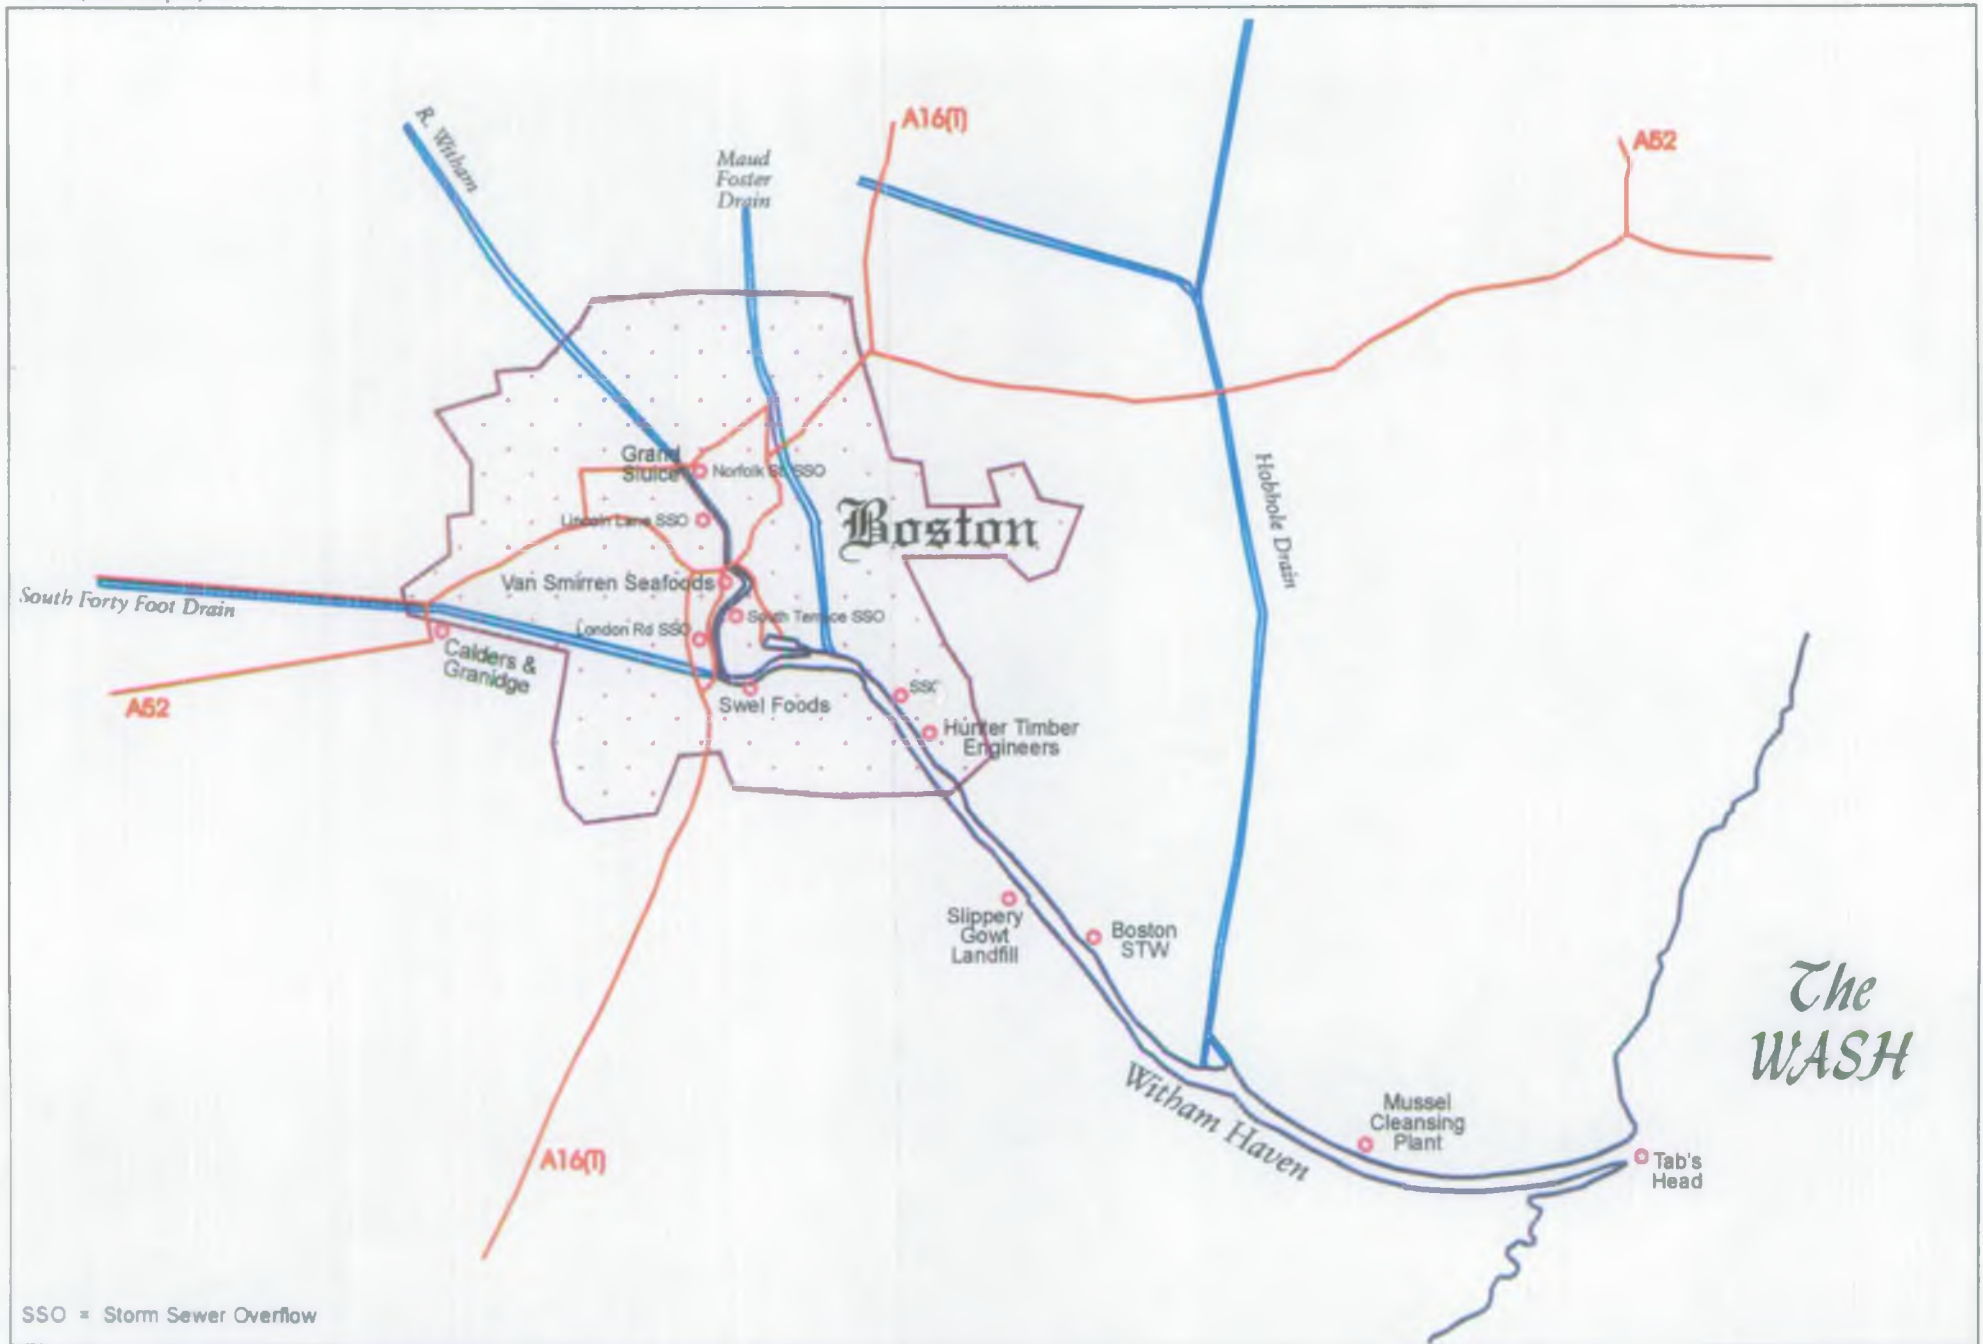 R. Witham
A16(T)
A52
Maud
Foster
Drain
Grand
Sluice
Norfolk St. SSO
Lincoln Lane SSO
Boston
Hobhole Drain
Van Smirren Seafoods
South Forty Foot Drain
South Terrace SSO
London Rd SSO
Calders &
Granidge
A52
SSO
Swel Foods
Hunter Timber
Engineers
Slippery
Gowt
Landfill
Boston
STW
The
WASH
Witham Haven
Mussel
Cleansing
Plant
A16(T)
Tab's
Head
SSO = Storm Sewer Overflow